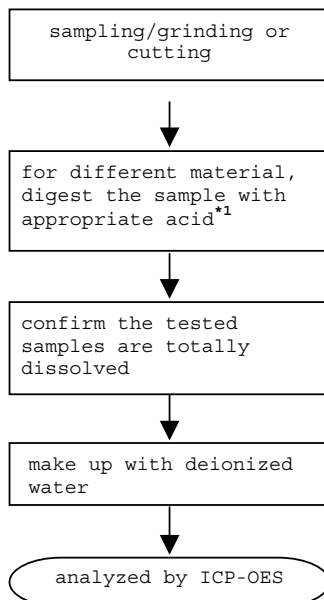 sampling/grinding or
cutting
for different material,
digest the sample with
appropriate acid*1
confirm the tested
samples are totally
dissolved
make up with deionized
water
analyzed by ICP-OES